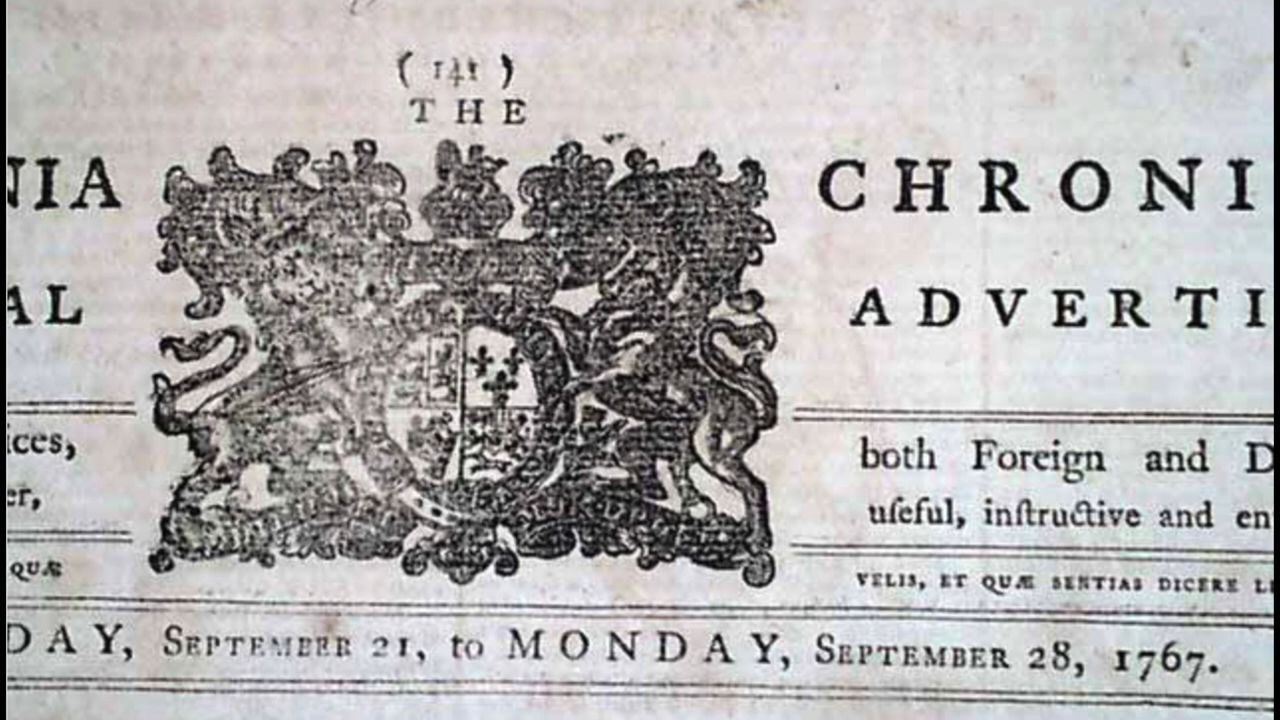 ( 141 )
THE
NIA CHRONI
AL ADVERTI
ices, both Foreign and D
er, uſeful, inſtructive and en
QUÆ VELIS, ET QUÆ SENTIAS DICERE LI
DAY, SEPTEMBER 21, to MONDAY, SEPTEMBER 28, 1767.